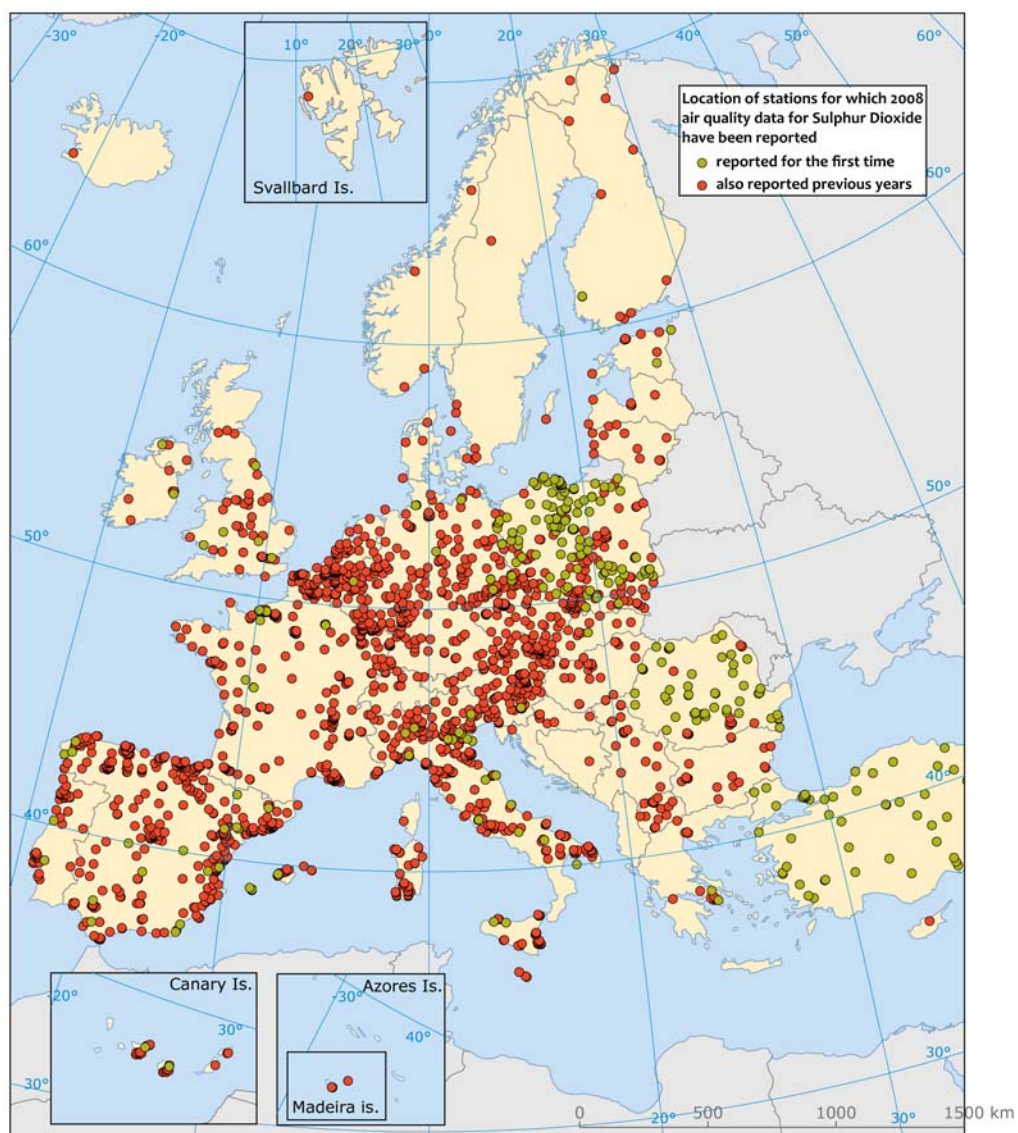 -30°
-20°
10°
20°
30°
20°
30°
40°
50°
60°
Location of stations for which 2008
air quality data for Sulphur Dioxide
have been reported
reported for the first time
also reported previous years
Svallbard Is.
60°
60°
50°
50°
40°
40°
Canary Is.
-20°
30°
Azores Is.
-30°
40°
Madeira is.
30°
30°
0
500
1000
1500 km
20°
30°